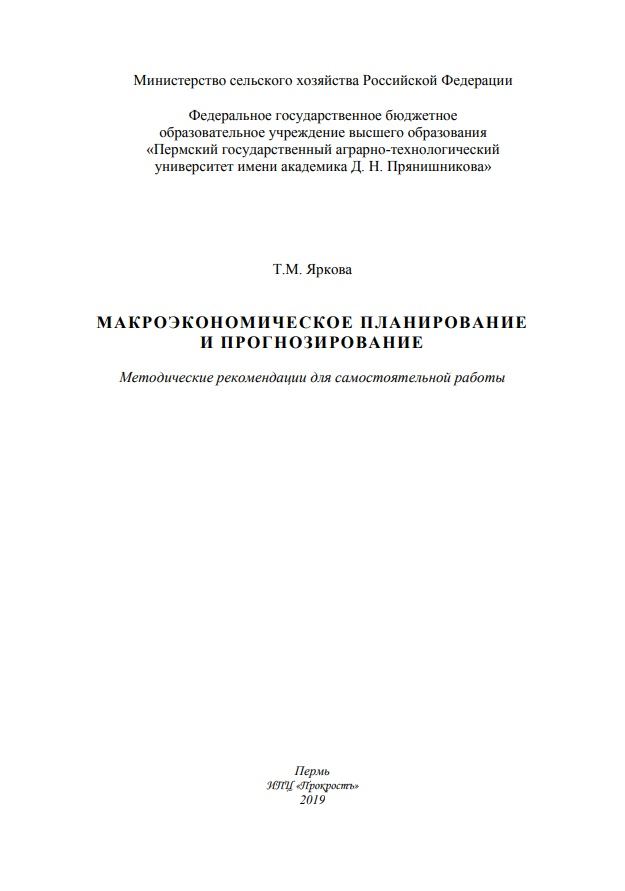 Министерство сельского хозяйства Российской Федерации
Федеральное государственное бюджетное
образовательное учреждение высшего образования
«Пермский государственный аграрно-технологический
университет имени академика Д. Н. Прянишникова»
Т.М. Яркова
МАКРОЭКОНОМИЧЕСКОЕ ПЛАНИРОВАНИЕ
И ПРОГНОЗИРОВАНИЕ
Методические рекомендации для самостоятельной работы
Пермь
ИПЦ «Прокростъ»
2019